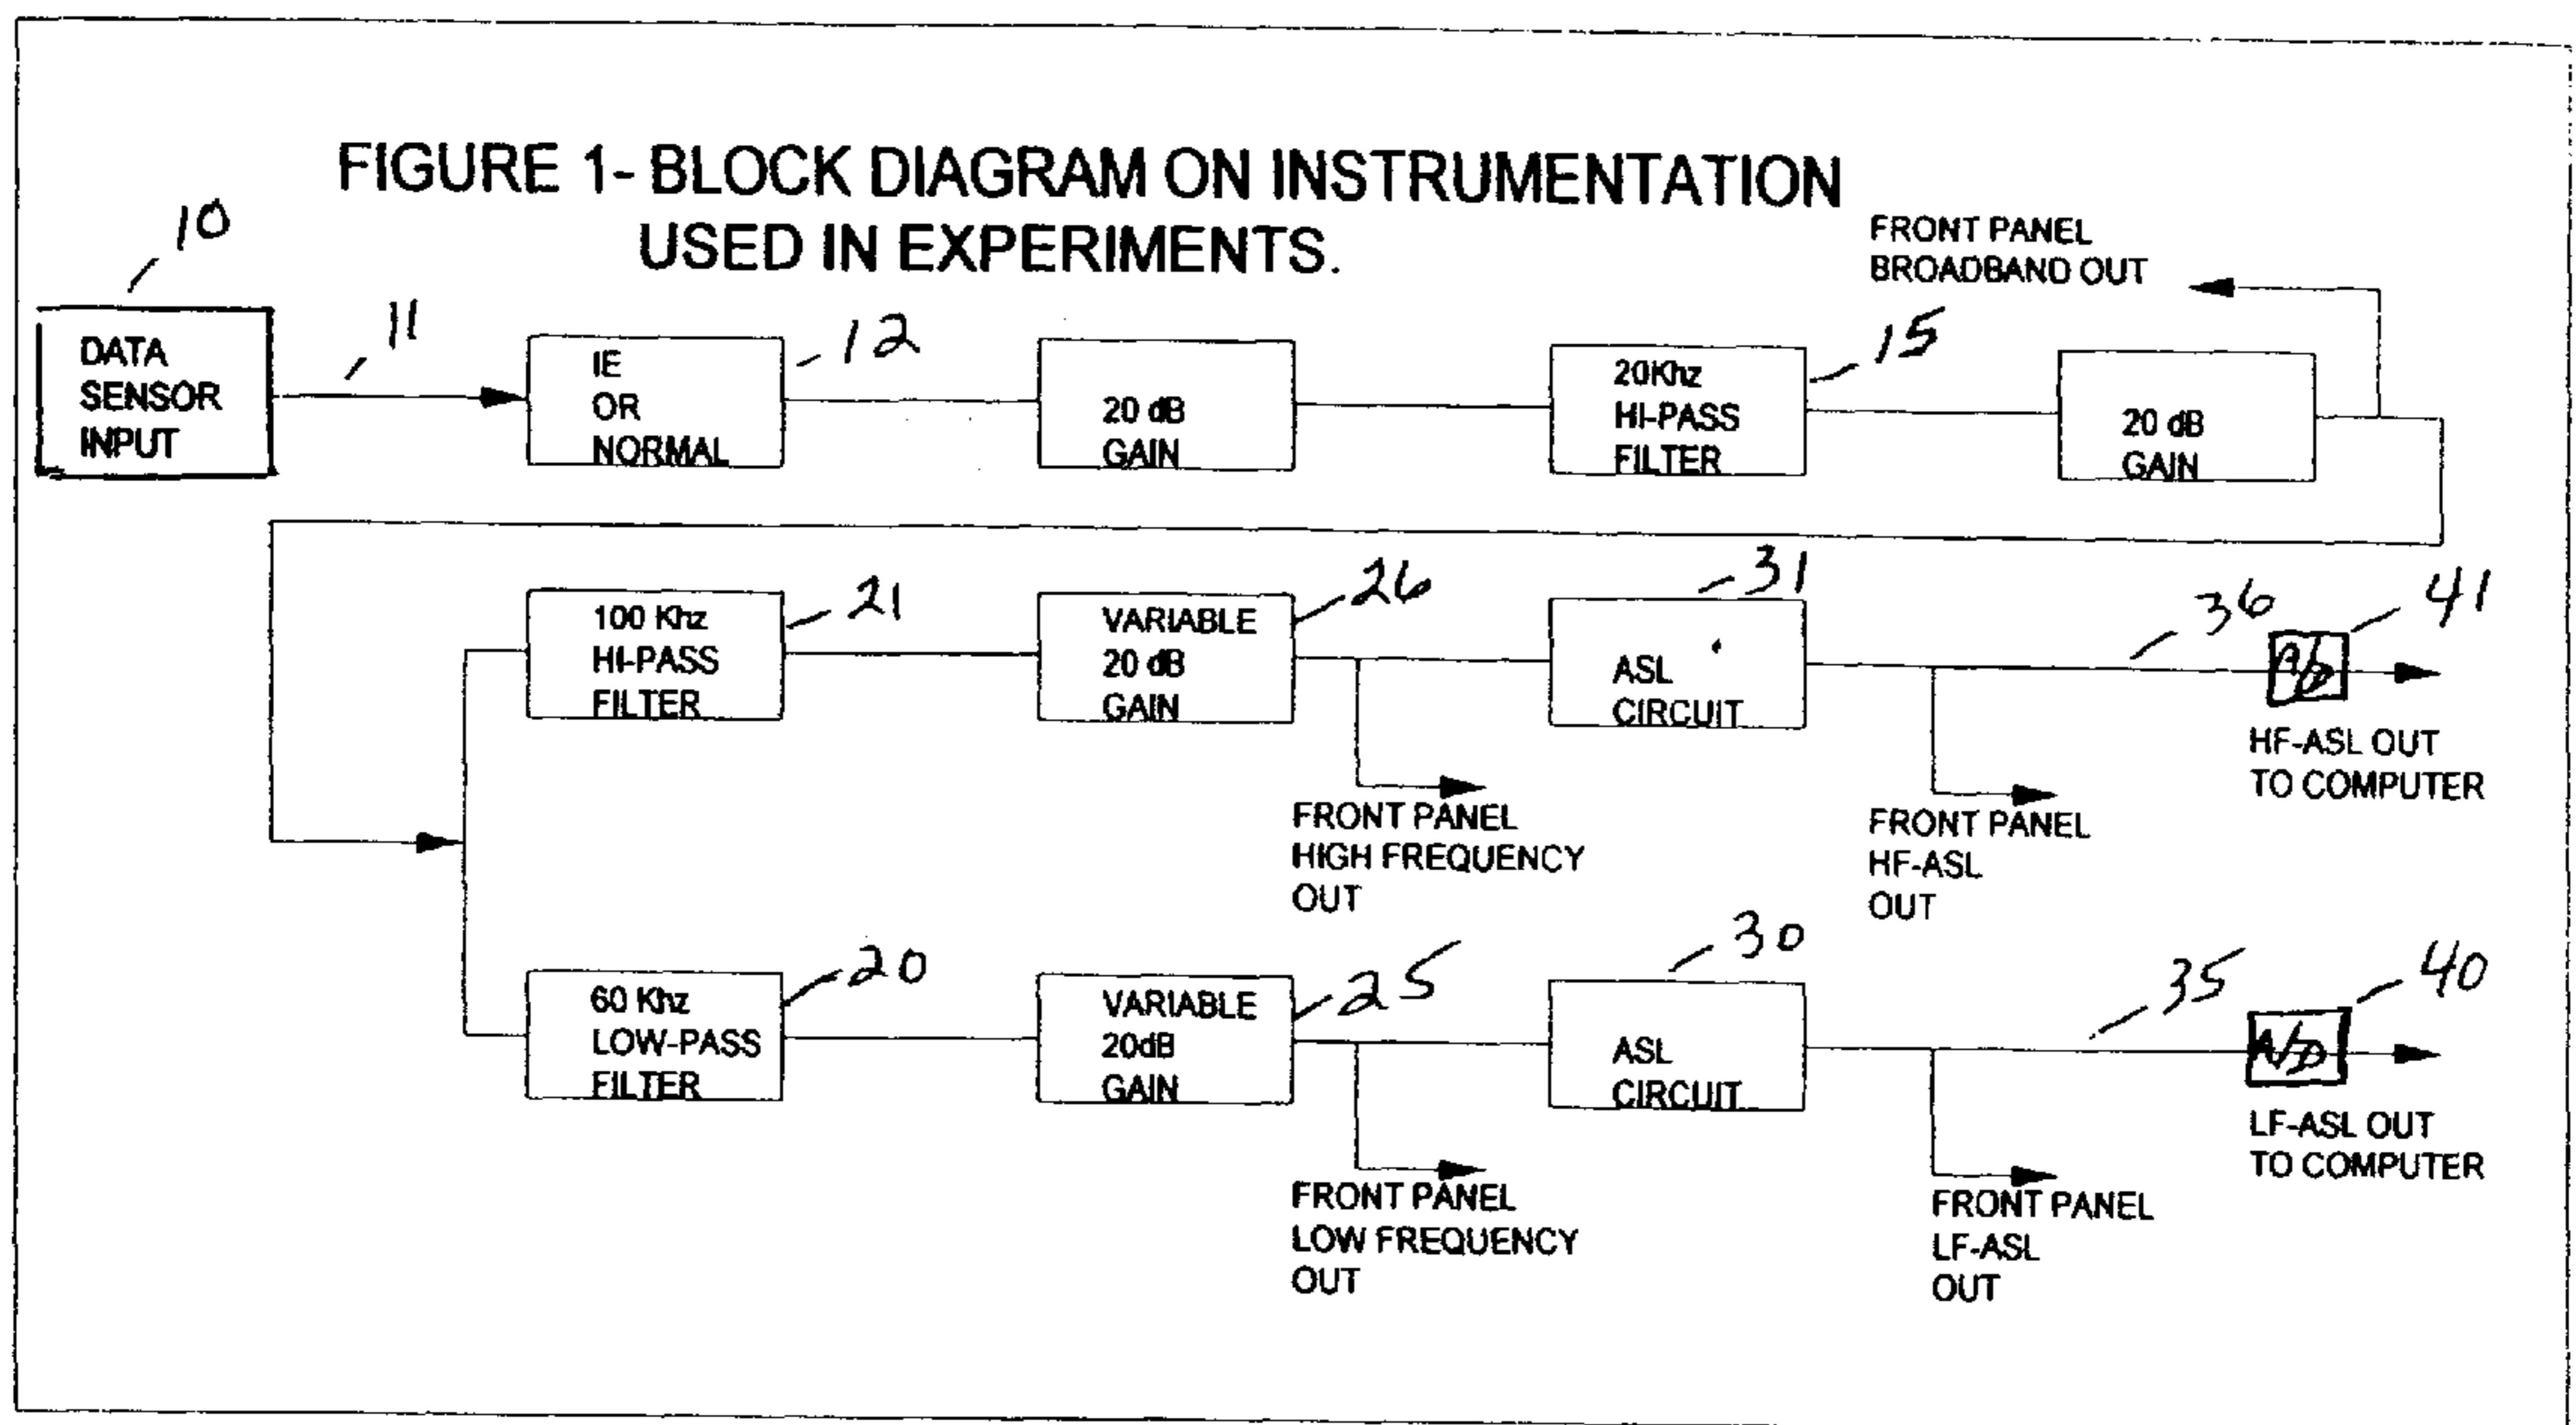 FIGURE 1- BLOCK DIAGRAM ON INSTRUMENTATION
USED IN EXPERIMENTS.
10
DATA
SENSOR
INPUT
11
IE
OR
NORMAL
12
20 dB
GAIN
20Khz
HI-PASS
FILTER
15
20 dB
GAIN
FRONT PANEL
BROADBAND OUT
100 Khz
HI-PASS
FILTER
21
VARIABLE
20 dB
GAIN
26
FRONT PANEL
HIGH FREQUENCY
OUT
ASL
CIRCUIT
31
FRONT PANEL
HF-ASL
OUT
36
A/D
41
HF-ASL OUT
TO COMPUTER
60 Khz
LOW-PASS
FILTER
20
VARIABLE
20dB
GAIN
25
FRONT PANEL
LOW FREQUENCY
OUT
ASL
CIRCUIT
30
FRONT PANEL
LF-ASL
OUT
35
A/D
40
LF-ASL OUT
TO COMPUTER